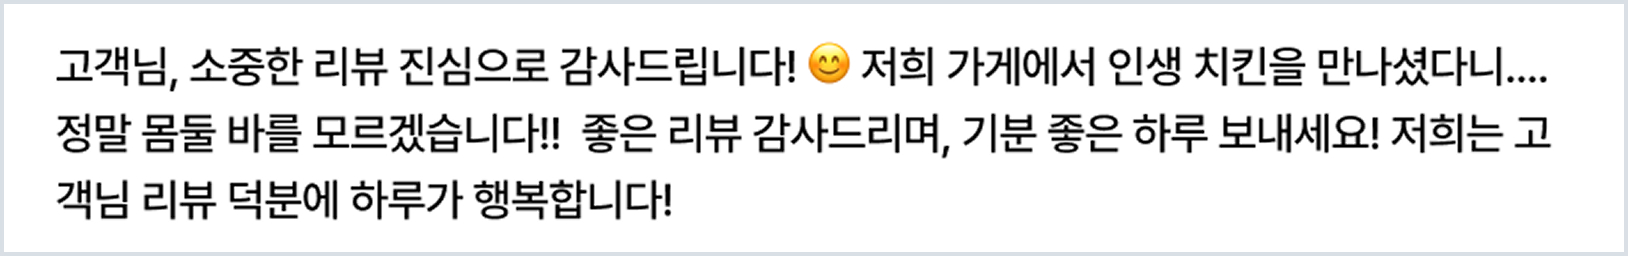 고객님, 소중한 리뷰 진심으로 감사드립니다! 😊 저희 가게에서 인생 치킨을 만나셨다니....
정말 몸둘 바를 모르겠습니다!!  좋은 리뷰 감사드리며, 기분 좋은 하루 보내세요! 저희는 고
객님 리뷰 덕분에 하루가 행복합니다!